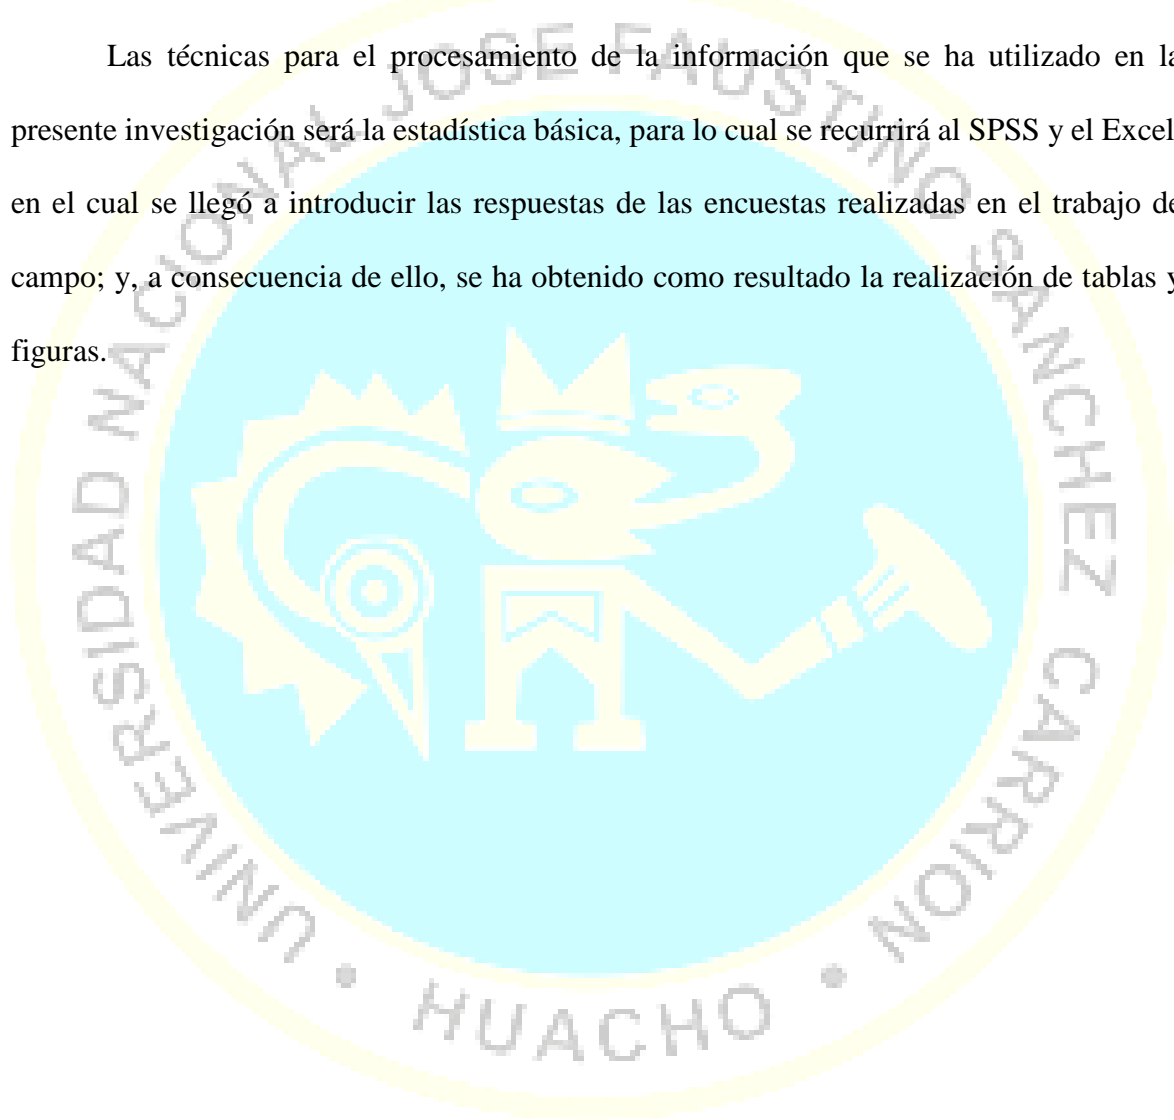 Las técnicas para el procesamiento de la información que se ha utilizado en la
presente investigación será la estadística básica, para lo cual se recurrirá al SPSS y el Excel
en el cual se llegó a introducir las respuestas de las encuestas realizadas en el trabajo de
campo; y, a consecuencia de ello, se ha obtenido como resultado la realización de tablas y
figuras.
UNIVERSIDAD NACIONAL JOSE FAUSTINO SANCHEZ CARRION
• HUACHO •